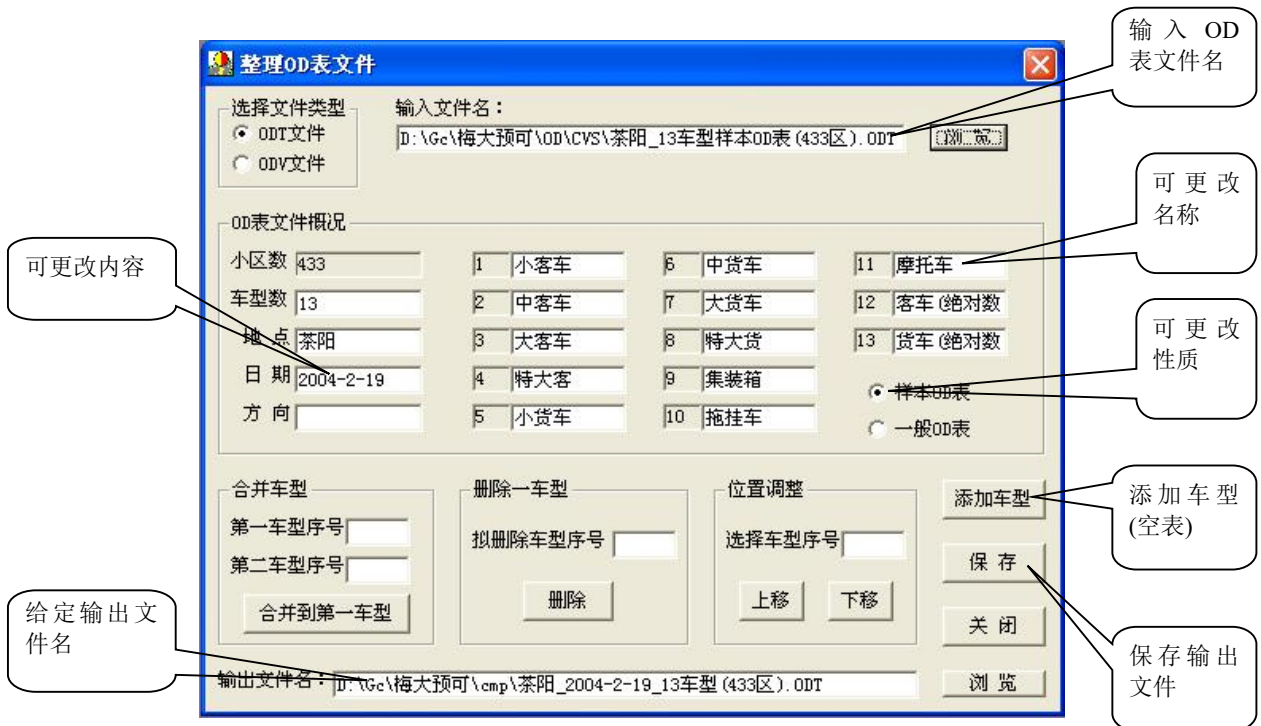 输入 OD
表文件名
整理OD表文件
选择文件类型
ODT文件
ODV文件
输入文件名：
D:\Gc\梅大预可\OD\CVS\茶阳_13车型样本OD表(433区).ODT
浏览
可更改
名称
OD表文件概况
可更改内容
小区数 433
车型数 13
地 点 茶阳
日 期 2004-2-19
方 向
1 小客车
2 中客车
3 大客车
4 特大客
5 小货车
6 中货车
7 大货车
8 特大货
9 集装箱
10 拖挂车
11 摩托车
12 客车(绝对数
13 货车(绝对数
样本OD表
一般OD表
可更改
性质
合并车型
第一车型序号
第二车型序号
合并到第一车型
删除一车型
拟删除车型序号
删除
位置调整
选择车型序号
上移
下移
添加车型
保 存
关 闭
添加车型
(空表)
给定输出文
件名
保存输出
文件
输出文件名： D:\Gc\梅大预可\cmp\茶阳_2004-2-19_13车型(433区).ODT
浏 览